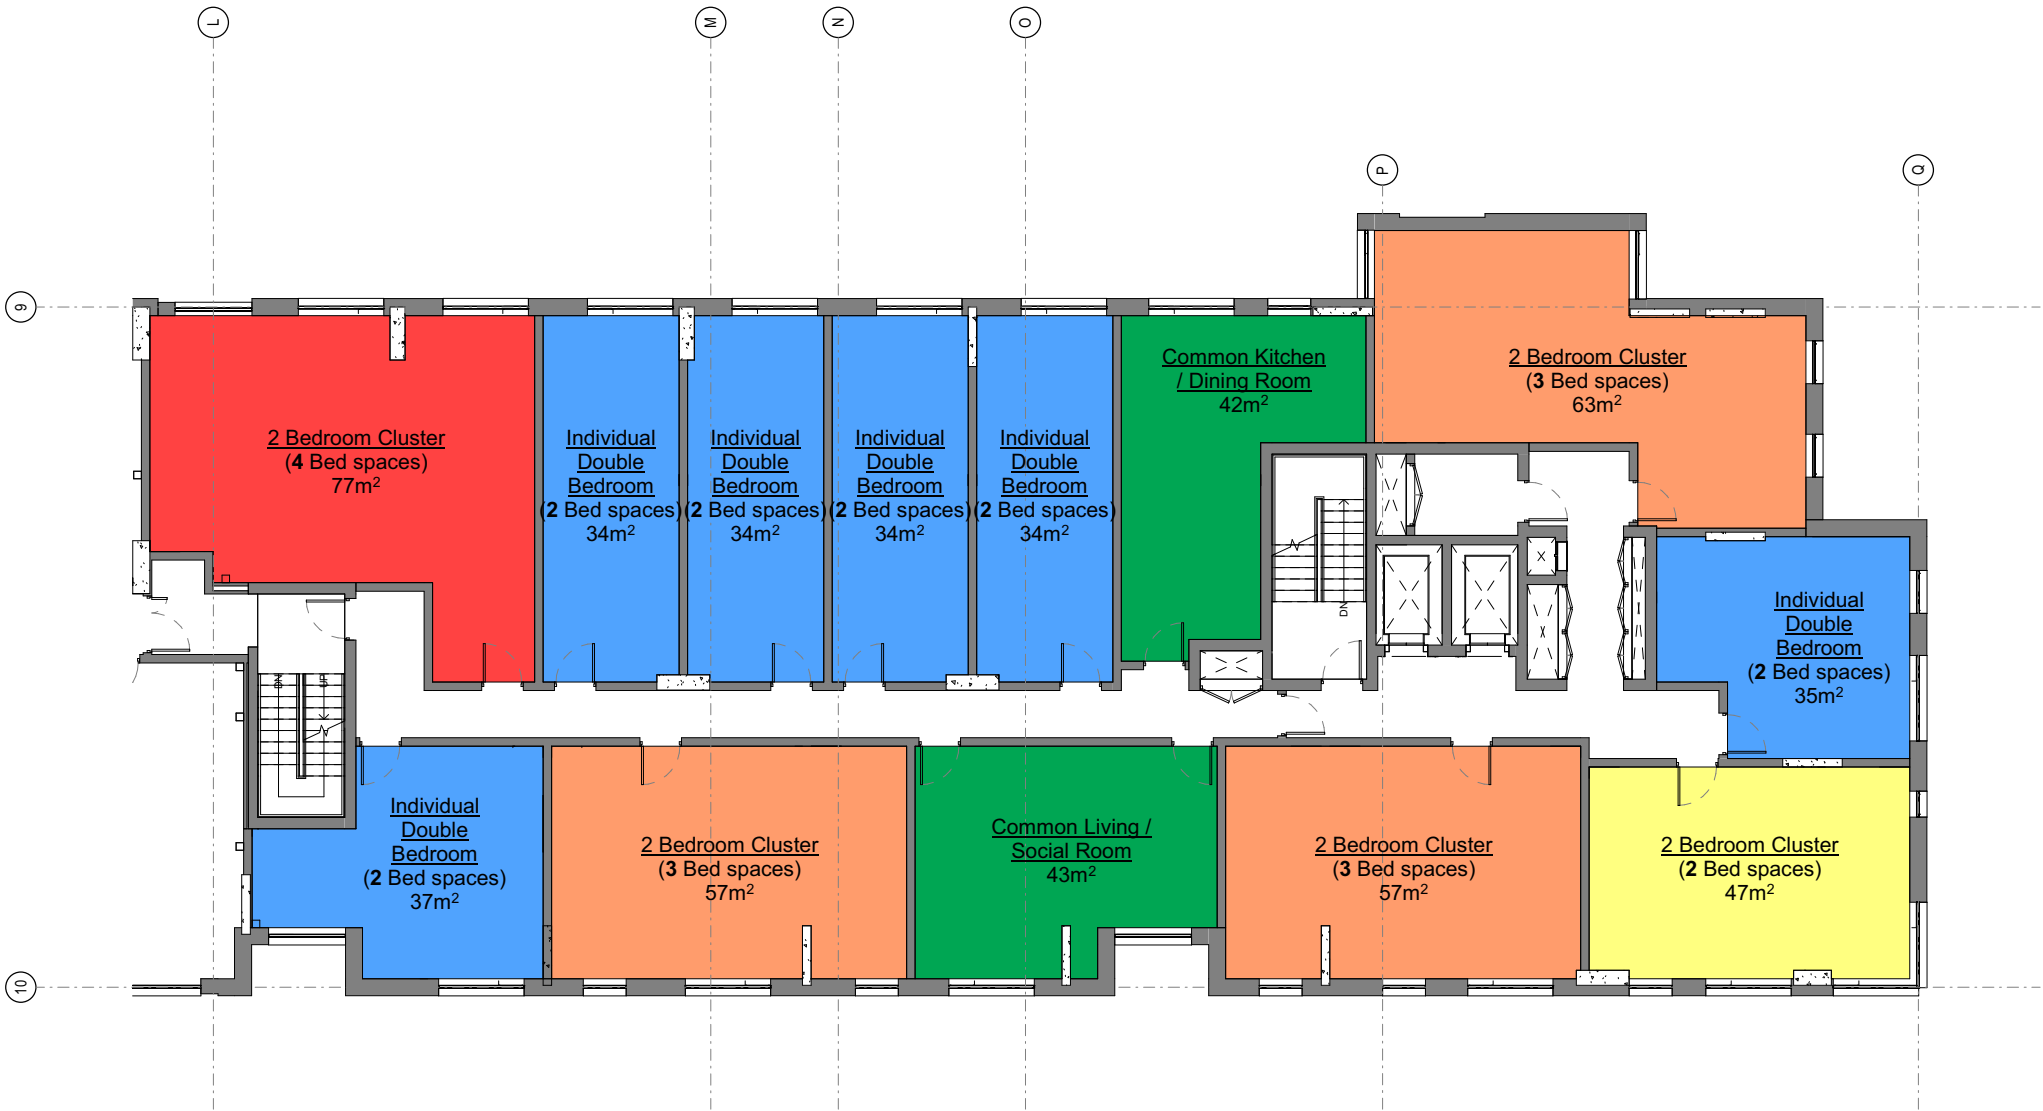 L
M
N
O
P
Q
9
10
2 Bedroom Cluster
(4 Bed spaces)
77m²
Individual
Double
Bedroom
(2 Bed spaces)
34m²
Individual
Double
Bedroom
(2 Bed spaces)
34m²
Individual
Double
Bedroom
(2 Bed spaces)
34m²
Individual
Double
Bedroom
(2 Bed spaces)
34m²
Common Kitchen
/ Dining Room
42m²
2 Bedroom Cluster
(3 Bed spaces)
63m²
DN
DN
UP
Individual
Double
Bedroom
(2 Bed spaces)
35m²
Individual
Double
Bedroom
(2 Bed spaces)
37m²
2 Bedroom Cluster
(3 Bed spaces)
57m²
Common Living /
Social Room
43m²
2 Bedroom Cluster
(3 Bed spaces)
57m²
2 Bedroom Cluster
(2 Bed spaces)
47m²